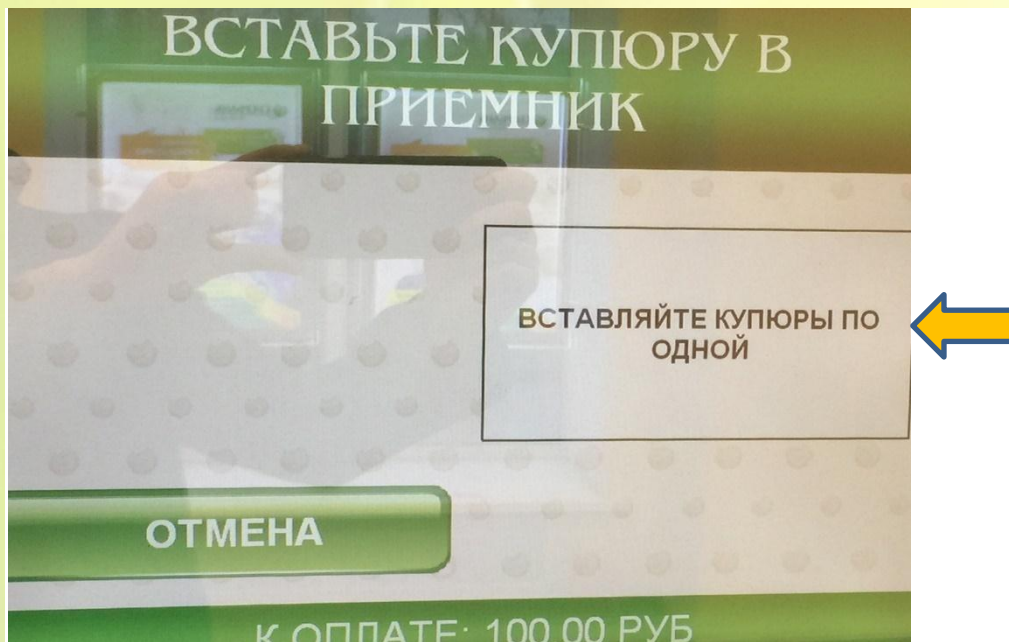 ВСТАВЬТЕ КУПЮРУ В
ПРИЕМНИК
ВСТАВЛЯЙТЕ КУПЮРЫ ПО
ОДНОЙ
ОТМЕНА
К ОПЛАТЕ: 100.00 РУБ